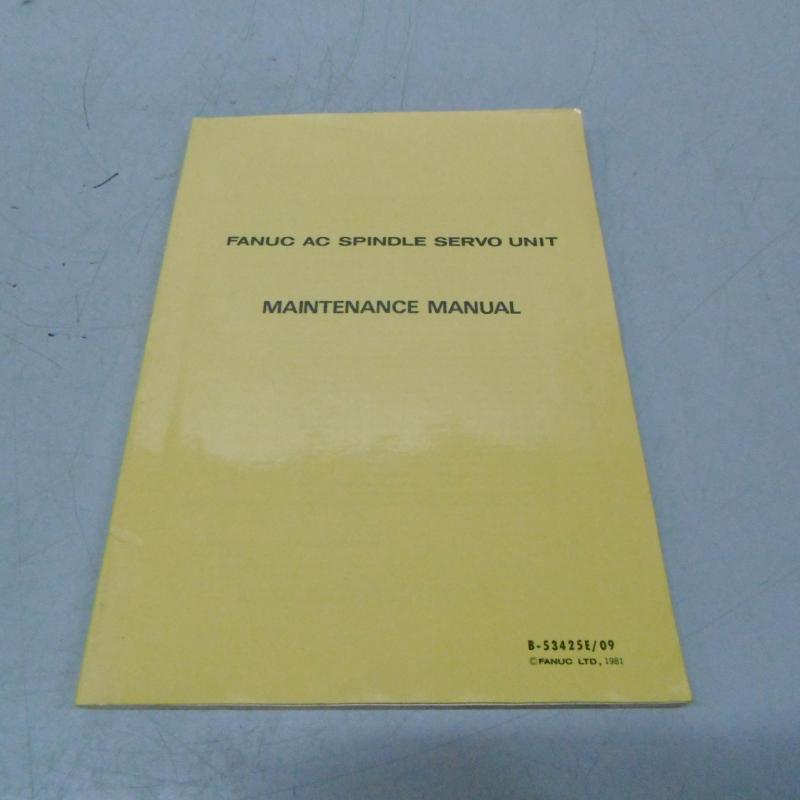 FANUC AC SPINDLE SERVO UNIT
MAINTENANCE MANUAL
B-53425E/09
©FANUC LTD, 1981